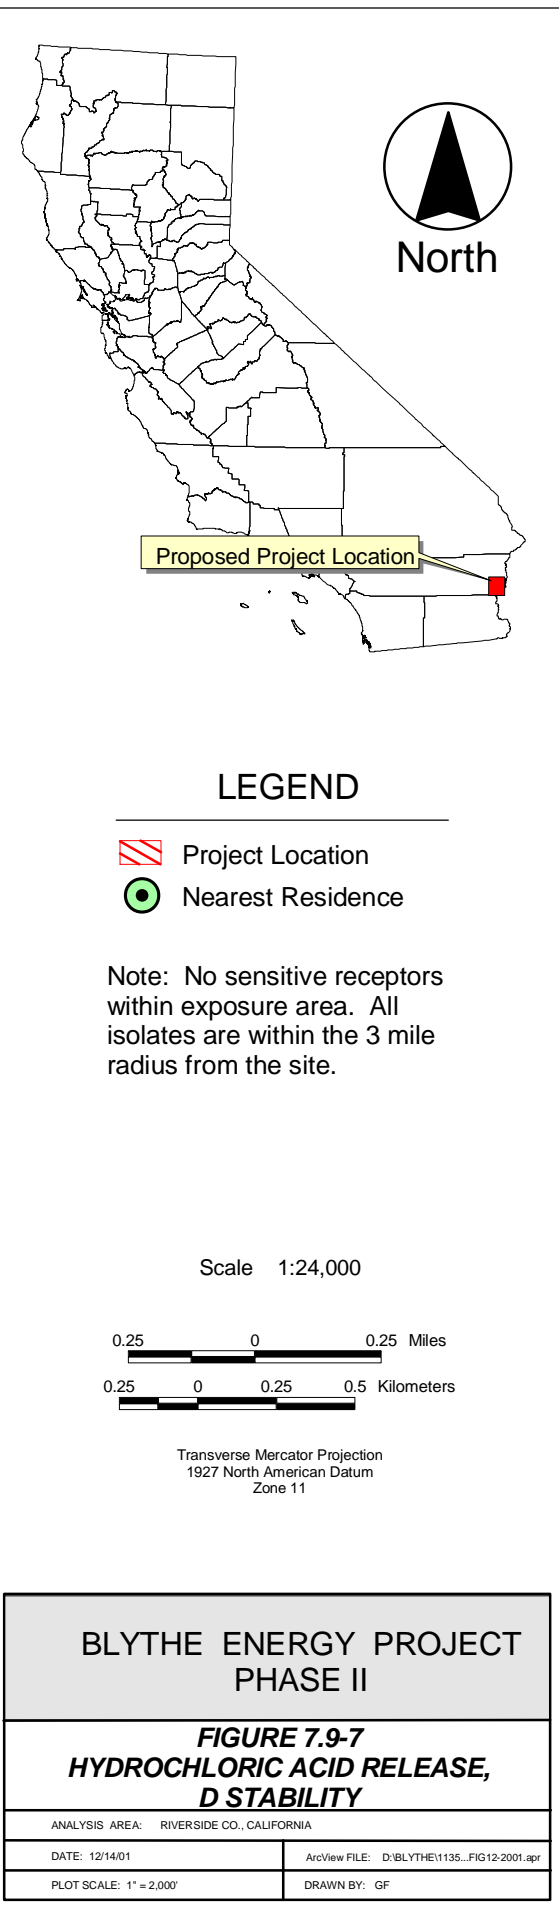 North
Proposed Project Location
LEGEND
Project Location
Nearest Residence
Note: No sensitive receptors
within exposure area. All
isolates are within the 3 mile
radius from the site.
Scale 1:24,000
0.25 0 0.25 Miles
0.25 0 0.25 0.5 Kilometers
Transverse Mercator Projection
1927 North American Datum
Zone 11
BLYTHE ENERGY PROJECT
PHASE II
FIGURE 7.9-7
HYDROCHLORIC ACID RELEASE,
D STABILITY
ANALYSIS AREA: RIVERSIDE CO., CALIFORNIA
DATE: 12/14/01
ArcView FILE: D:\BLYTHE\1135...FIG12-2001.apr
PLOT SCALE: 1" = 2,000'
DRAWN BY: GF